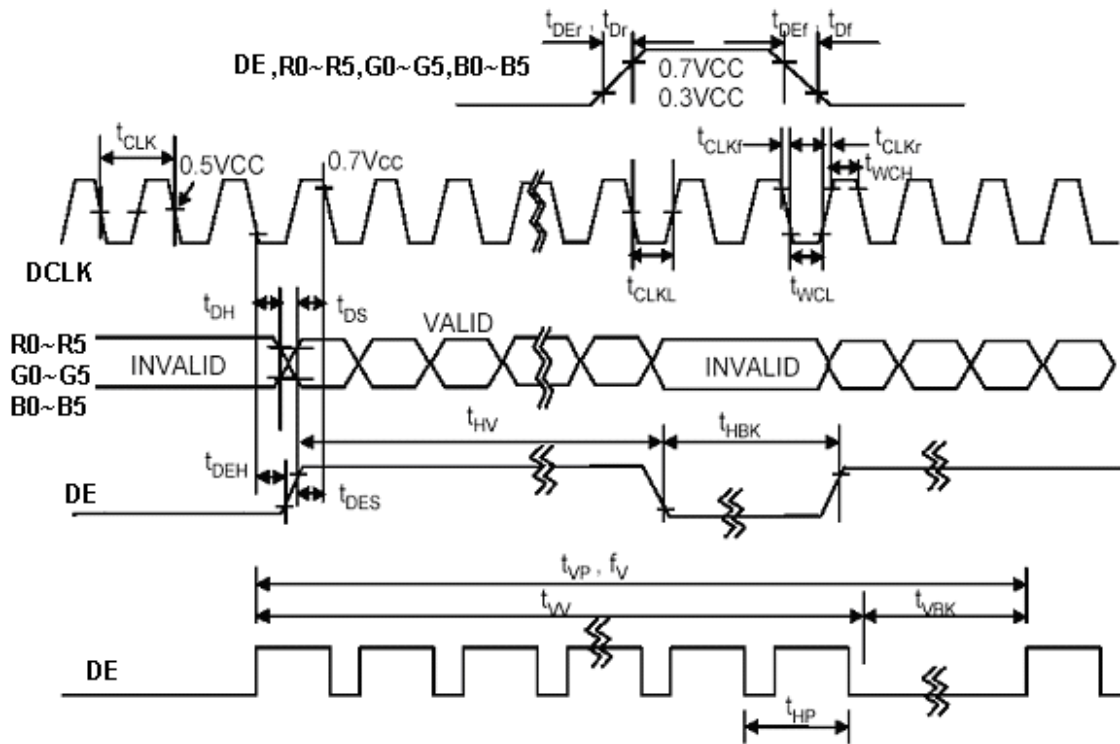 tDEr , tDr
tDEf , tDf
DE ,R0~R5,G0~G5,B0~B5
0.7VCC
0.3VCC
tCLK
0.5VCC
0.7Vcc
tCLKf
tCLKr
tWCH
DCLK
tCLKL
tWCL
tDH
tDS
VALID
R0~R5
G0~G5
B0~B5
INVALID
INVALID
tHV
tHBK
tDEH
DE
tDES
tVP , fV
tVV
tVBK
DE
tHP